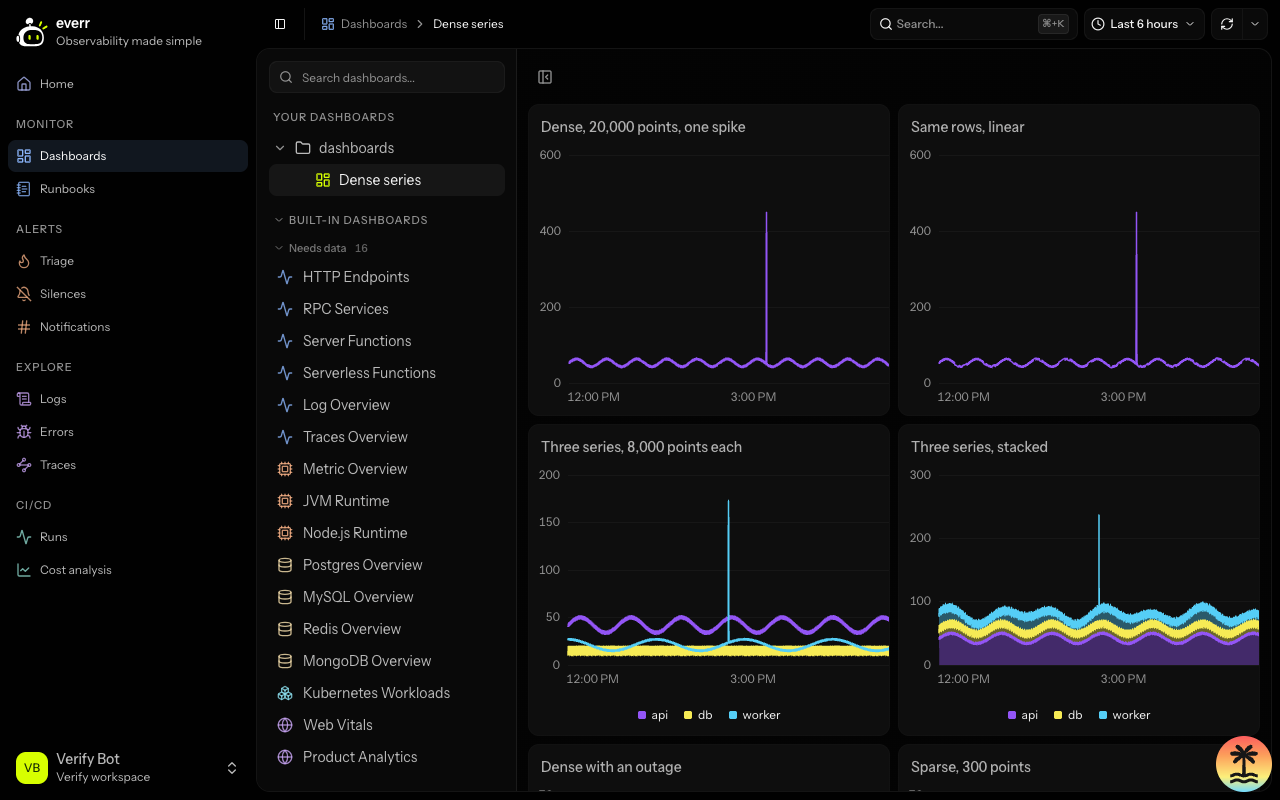 everr
Observability made simple
Home
MONITOR
Dashboards
Runbooks
ALERTS
Triage
Silences
Notifications
EXPLORE
Logs
Errors
Traces
CI/CD
Runs
Cost analysis
VB
Verify Bot
Verify workspace
Dashboards
Dense series
Search...
⌘+K
Last 6 hours
Search dashboards...
YOUR DASHBOARDS
dashboards
Dense series
BUILT-IN DASHBOARDS
Needs data 16
HTTP Endpoints
RPC Services
Server Functions
Serverless Functions
Log Overview
Traces Overview
Metric Overview
JVM Runtime
Node.js Runtime
Postgres Overview
MySQL Overview
Redis Overview
MongoDB Overview
Kubernetes Workloads
Web Vitals
Product Analytics
Dense, 20,000 points, one spike
600
400
200
0
12:00 PM 3:00 PM
Same rows, linear
600
400
200
0
12:00 PM 3:00 PM
Three series, 8,000 points each
200
150
100
50
0
12:00 PM 3:00 PM
api db worker
Three series, stacked
300
200
100
0
12:00 PM 3:00 PM
api db worker
Dense with an outage
Sparse, 300 points